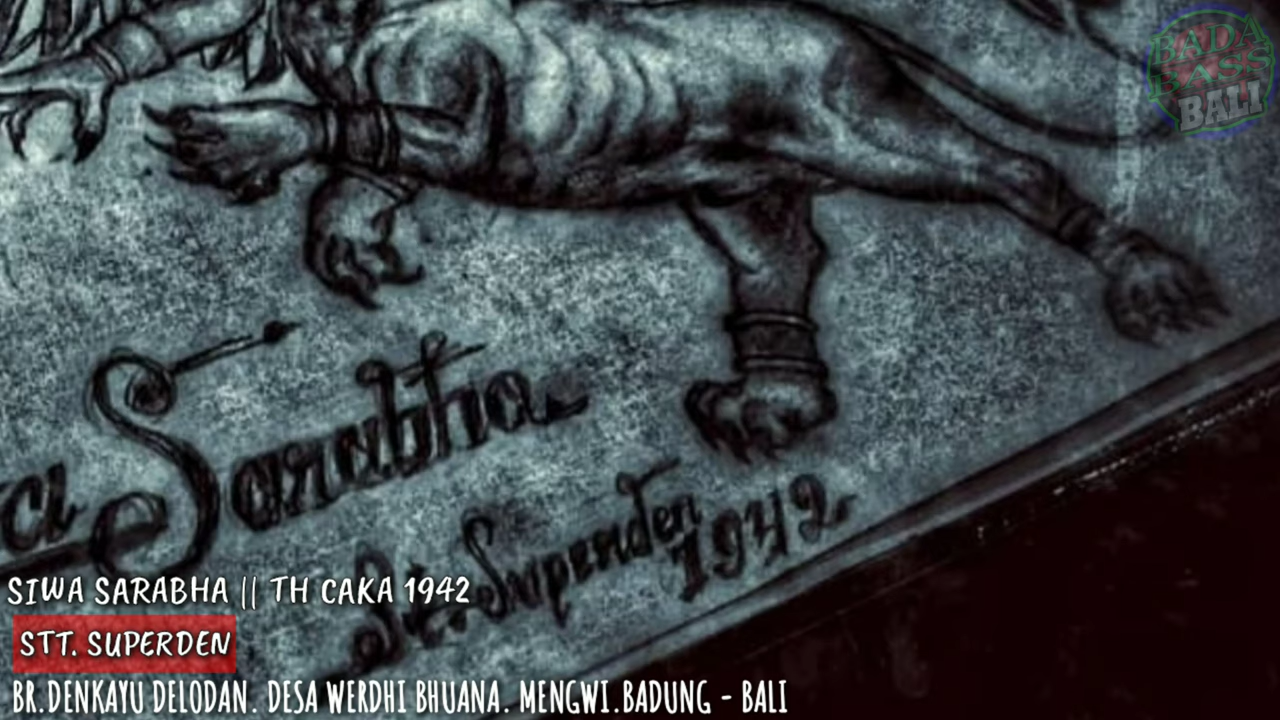 BADA
BASS
BALI
a Sarabha
St. Superden
1942
SIWA SARABHA || TH CAKA 1942
STT. SUPERDEN
BR.DENKAYU DELODAN. DESA WERDHI BHUANA. MENGWI.BADUNG - BALI